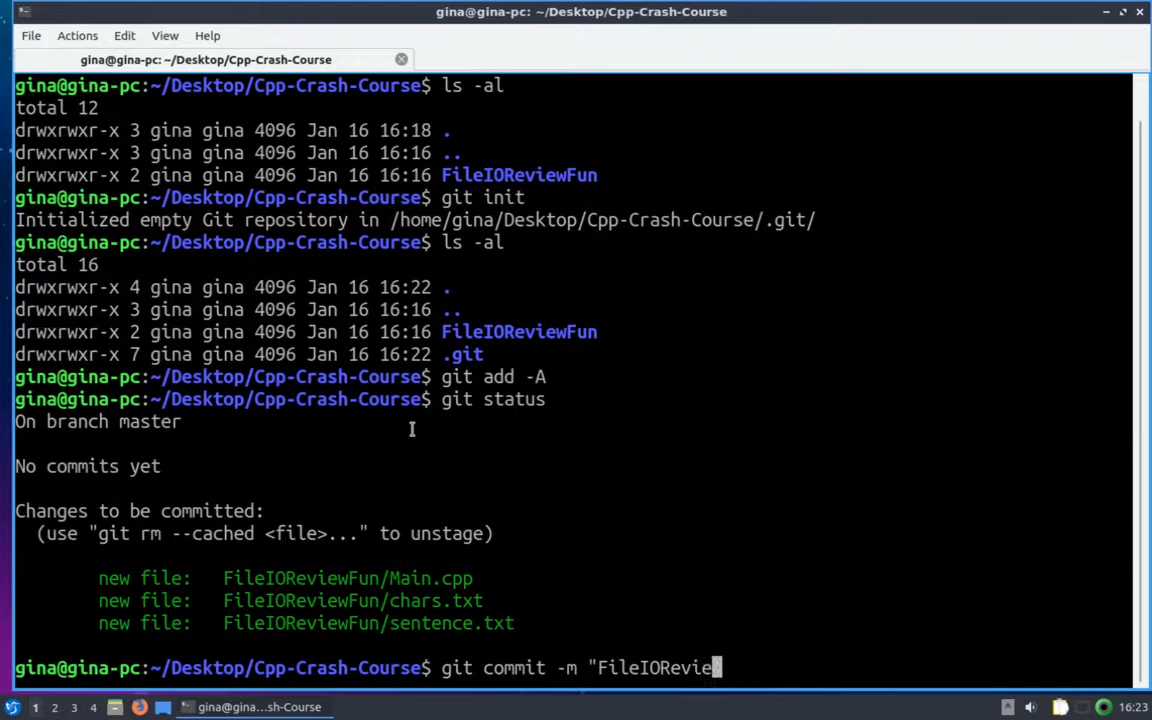 gina@gina-pc: ~/Desktop/Cpp-Crash-Course
File Actions Edit View Help
gina@gina-pc: ~/Desktop/Cpp-Crash-Course
gina@gina-pc:~/Desktop/Cpp-Crash-Course$ ls -al
total 12
drwxrwxr-x 3 gina gina 4096 Jan 16 16:18 .
drwxrwxr-x 3 gina gina 4096 Jan 16 16:16 ..
drwxrwxr-x 2 gina gina 4096 Jan 16 16:16 FileIOReviewFun
gina@gina-pc:~/Desktop/Cpp-Crash-Course$ git init
Initialized empty Git repository in /home/gina/Desktop/Cpp-Crash-Course/.git/
gina@gina-pc:~/Desktop/Cpp-Crash-Course$ ls -al
total 16
drwxrwxr-x 4 gina gina 4096 Jan 16 16:22 .
drwxrwxr-x 3 gina gina 4096 Jan 16 16:16 ..
drwxrwxr-x 2 gina gina 4096 Jan 16 16:16 FileIOReviewFun
drwxrwxr-x 7 gina gina 4096 Jan 16 16:22 .git
gina@gina-pc:~/Desktop/Cpp-Crash-Course$ git add -A
gina@gina-pc:~/Desktop/Cpp-Crash-Course$ git status
On branch master
No commits yet
Changes to be committed:
(use "git rm --cached <file>..." to unstage)
new file: FileIOReviewFun/Main.cpp
new file: FileIOReviewFun/chars.txt
new file: FileIOReviewFun/sentence.txt
gina@gina-pc:~/Desktop/Cpp-Crash-Course$ git commit -m "FileIORevie
1 2 3 4 gina@gina...sh-Course 16:23